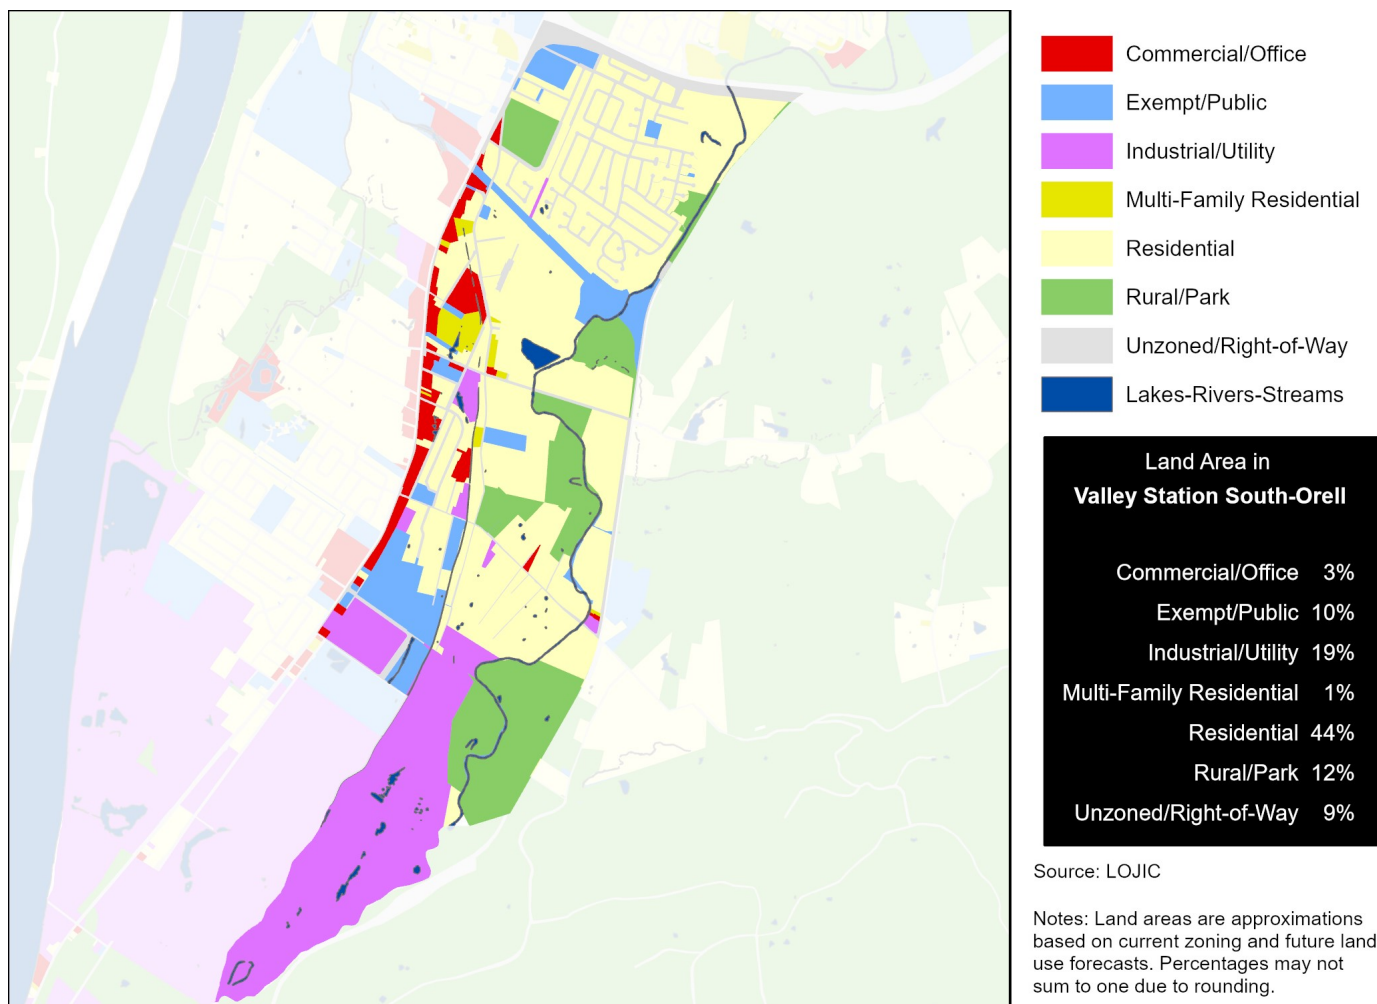 Commercial/Office
Exempt/Public
Industrial/Utility
Multi-Family Residential
Residential
Rural/Park
Unzoned/Right-of-Way
Lakes-Rivers-Streams
Land Area in
Valley Station South-Orell
Commercial/Office 3%
Exempt/Public 10%
Industrial/Utility 19%
Multi-Family Residential 1%
Residential 44%
Rural/Park 12%
Unzoned/Right-of-Way 9%
Source: LOJIC
Notes: Land areas are approximations
based on current zoning and future land
use forecasts. Percentages may not
sum to one due to rounding.